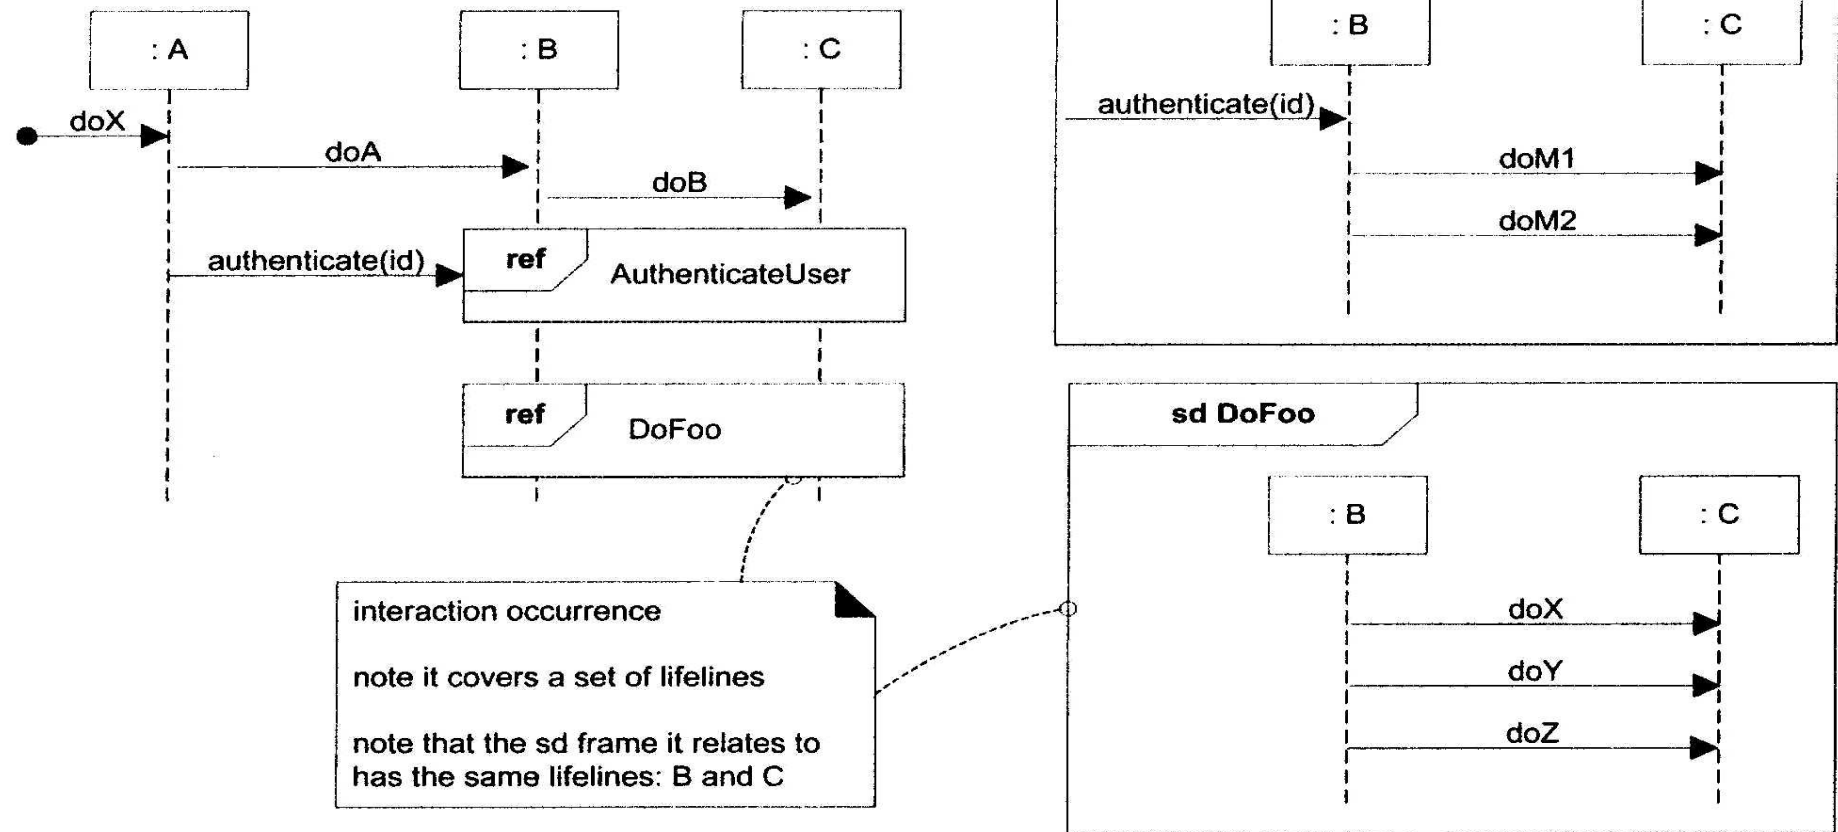 : A
: B
: C
doX
doA
doB
authenticate(id)
ref
AuthenticateUser
ref
DoFoo
interaction occurrence
note it covers a set of lifelines
note that the sd frame it relates to
has the same lifelines: B and C
: B
: C
authenticate(id)
doM1
doM2
sd DoFoo
: B
: C
doX
doY
doZ